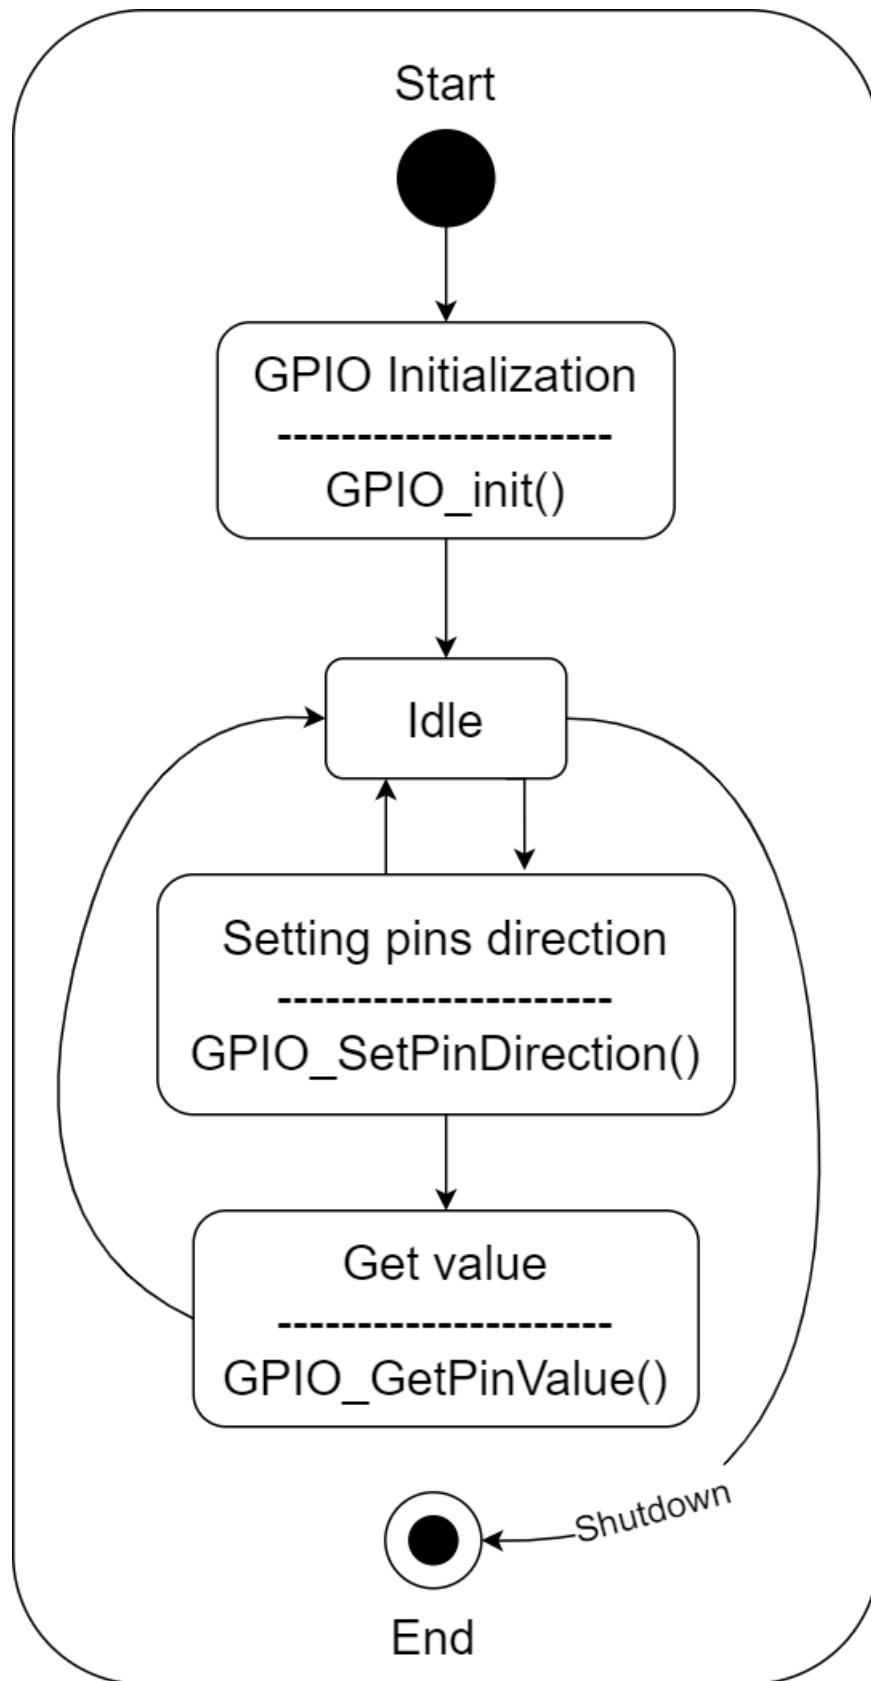 Start
GPIO Initialization
---------------------
GPIO_init()
Idle
Setting pins direction
---------------------
GPIO_SetPinDirection()
Get value
---------------------
GPIO_GetPinValue()
Shutdown
End